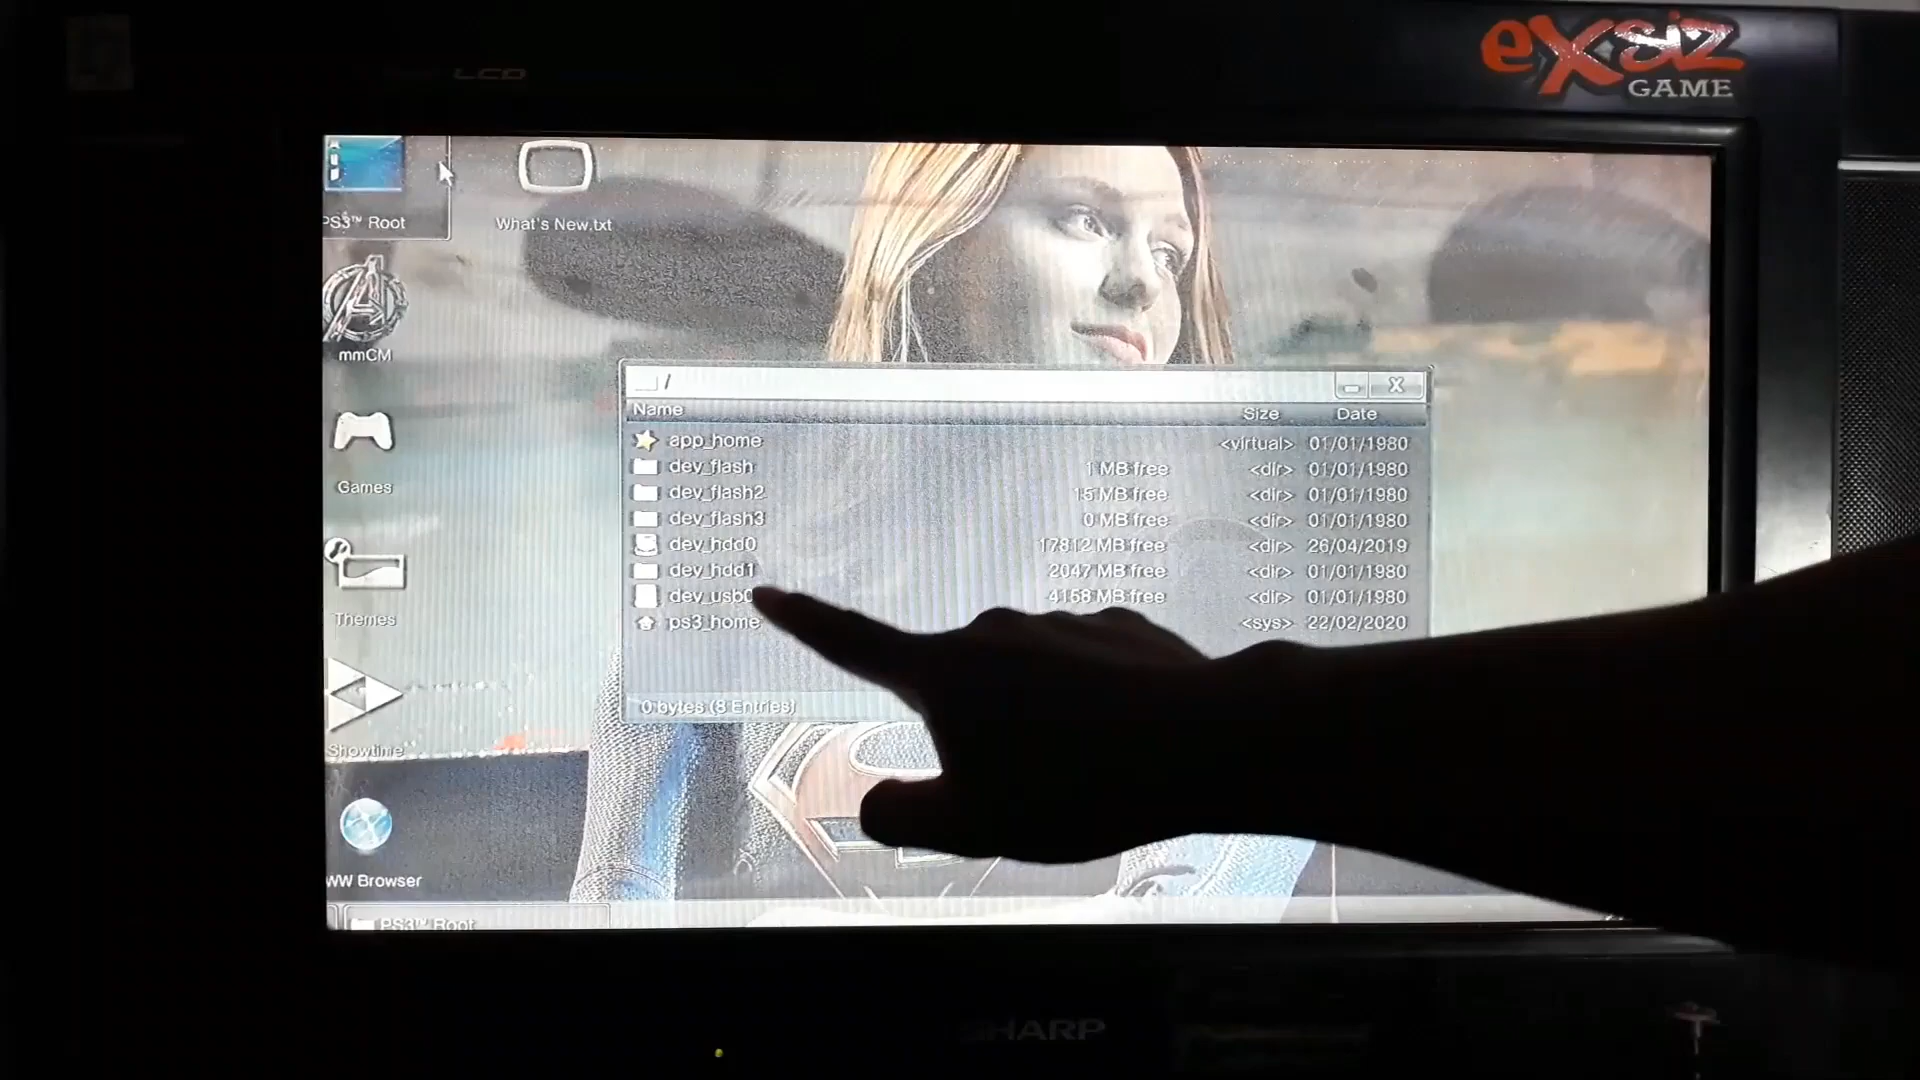 LCD
eXsiz
GAME
PS3™ Root
What's New.txt
mmCM
Games
Themes
Showtime
WW Browser
/
X
Name Size Date
app_home <virtual> 01/01/1980
dev_flash 1 MB free <dir> 01/01/1980
dev_flash2 15 MB free <dir> 01/01/1980
dev_flash3 0 MB free <dir> 01/01/1980
dev_hdd0 17812 MB free <dir> 26/04/2019
dev_hdd1 2047 MB free <dir> 01/01/1980
dev_usb0 4158 MB free <dir> 01/01/1980
ps3_home <sys> 22/02/2020
0 bytes (8 Entries)
PS3™ Root
SHARP